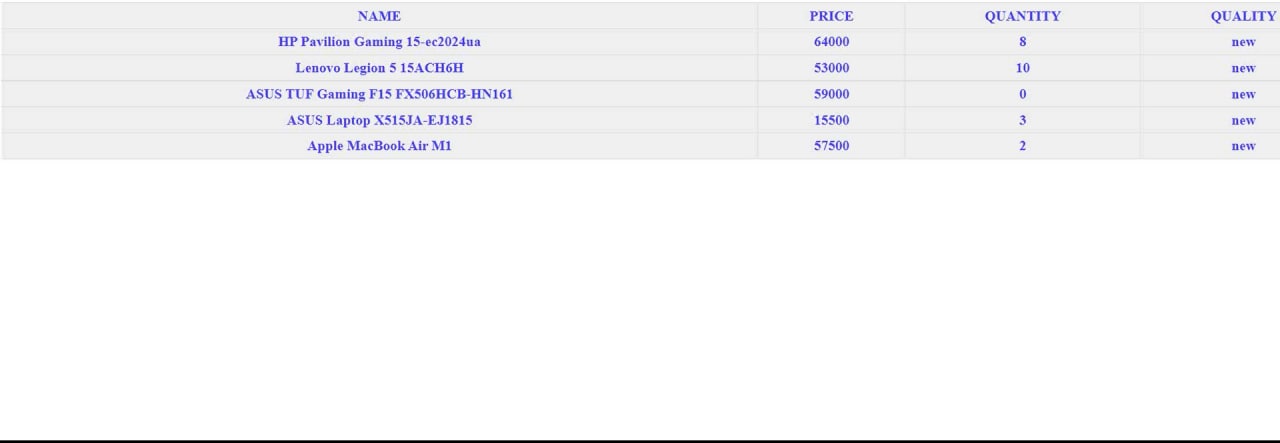 NAME PRICE QUANTITY QUALITY
HP Pavilion Gaming 15-ec2024ua 64000 8 new
Lenovo Legion 5 15ACH6H 53000 10 new
ASUS TUF Gaming F15 FX506HCB-HN161 59000 0 new
ASUS Laptop X515JA-EJ1815 15500 3 new
Apple MacBook Air M1 57500 2 new